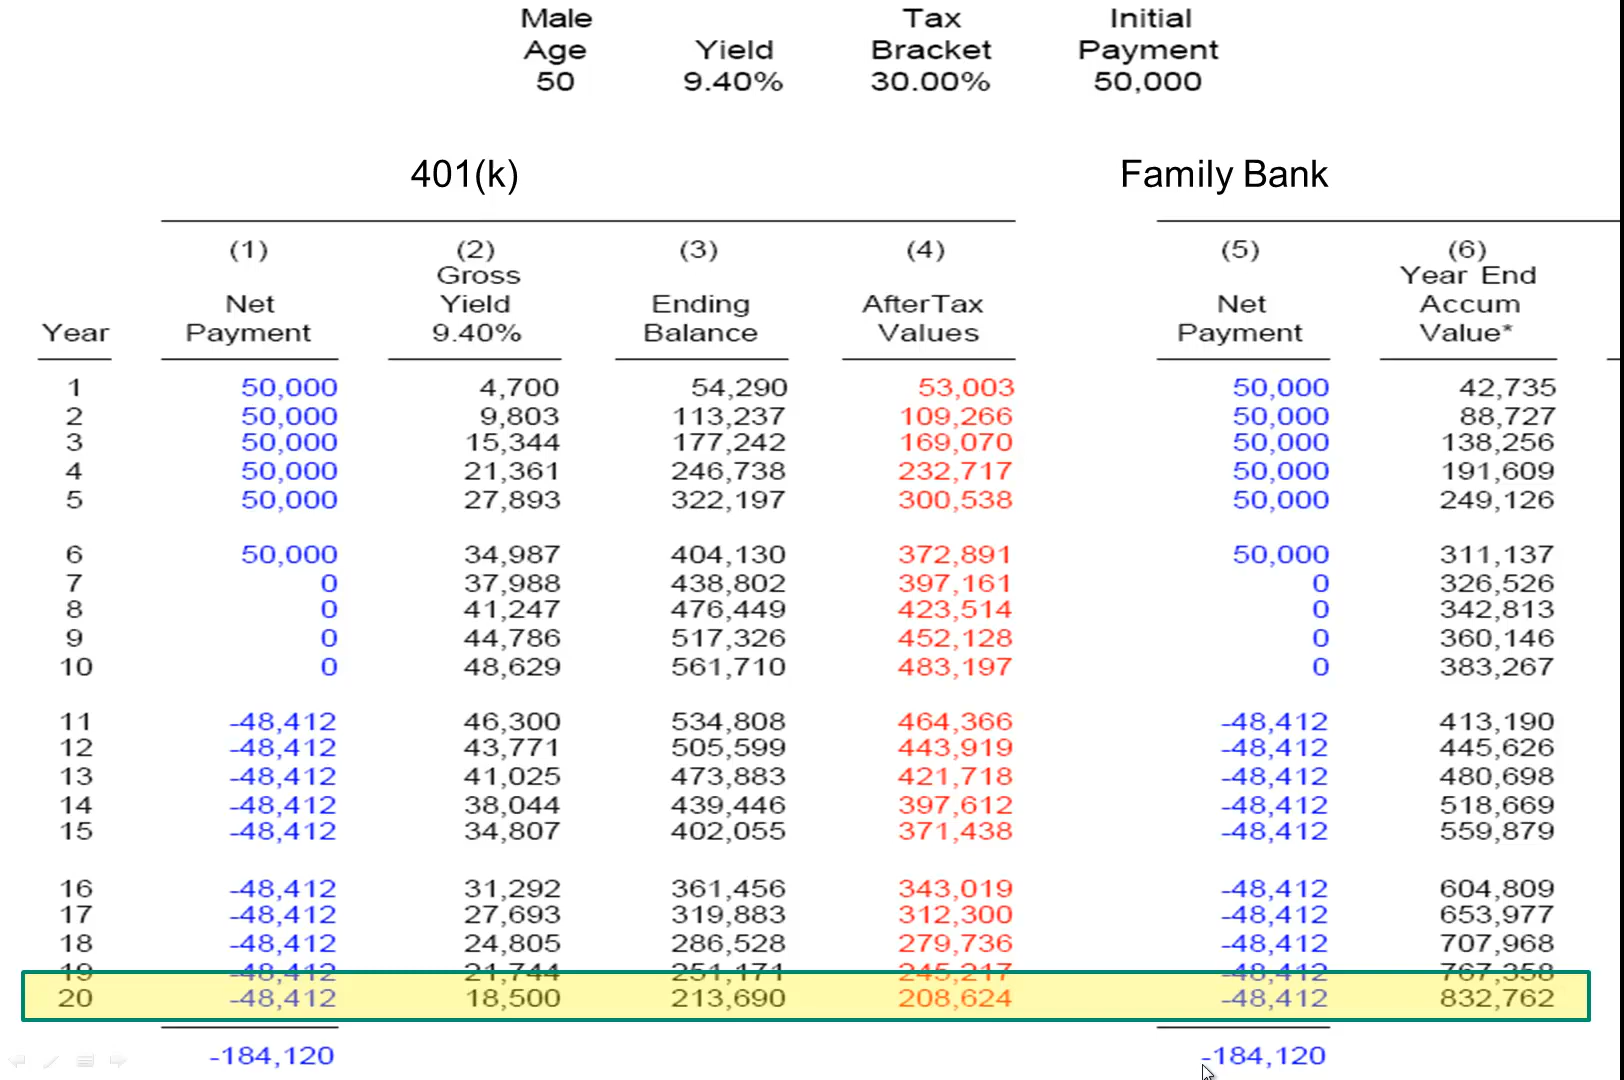 Male Tax Initial
Age Yield Bracket Payment
50 9.40% 30.00% 50,000
401(k) Family Bank
(1) (2) (3) (4) (5) (6)
Gross Year End
Net Yield Ending AfterTax Net Accum
Year Payment 9.40% Balance Values Payment Value*
1 50,000 4,700 54,290 53,003 50,000 42,735
2 50,000 9,803 113,237 109,266 50,000 88,727
3 50,000 15,344 177,242 169,070 50,000 138,256
4 50,000 21,361 246,738 232,717 50,000 191,609
5 50,000 27,893 322,197 300,538 50,000 249,126
6 50,000 34,987 404,130 372,891 50,000 311,137
7 0 37,988 438,802 397,161 0 326,526
8 0 41,247 476,449 423,514 0 342,813
9 0 44,786 517,326 452,128 0 360,146
10 0 48,629 561,710 483,197 0 383,267
11 -48,412 46,300 534,808 464,366 -48,412 413,190
12 -48,412 43,771 505,599 443,919 -48,412 445,626
13 -48,412 41,025 473,883 421,718 -48,412 480,698
14 -48,412 38,044 439,446 397,612 -48,412 518,669
15 -48,412 34,807 402,055 371,438 -48,412 559,879
16 -48,412 31,292 361,456 343,019 -48,412 604,809
17 -48,412 27,693 319,883 312,300 -48,412 653,977
18 -48,412 24,805 286,528 279,736 -48,412 707,968
19 -48,412 21,744 251,171 245,217 -48,412 767,358
20 -48,412 18,500 213,690 208,624 -48,412 832,762
-184,120 -184,120